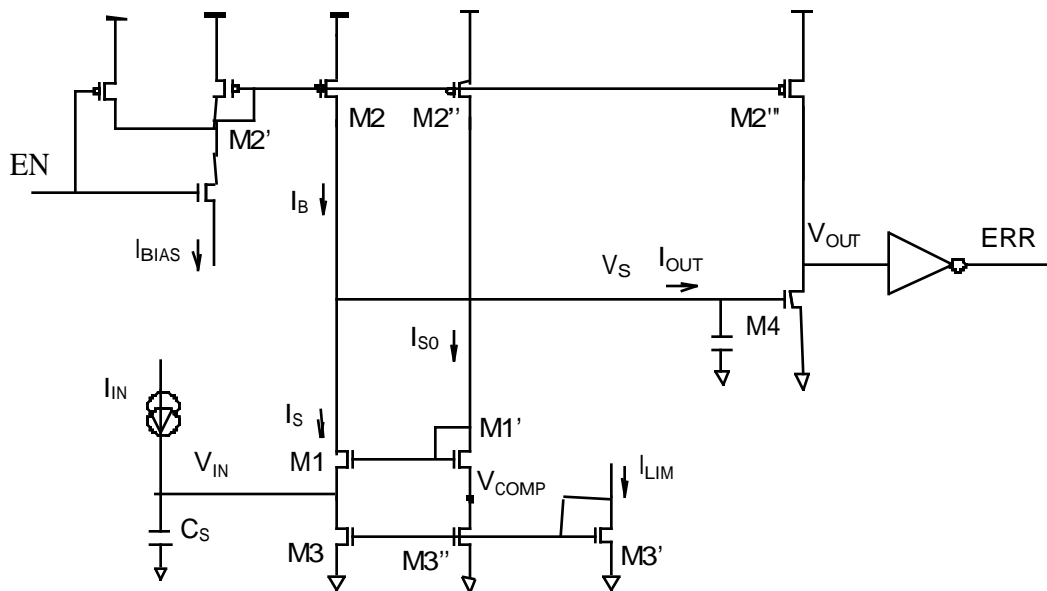 M2'
M2
M2''
M2'''
EN
I_B
I_BIAS
V_OUT
ERR
V_S
I_OUT
M4
I_S0
I_IN
I_S
M1'
V_IN
M1
V_COMP
I_LIM
C_S
M3
M3''
M3'